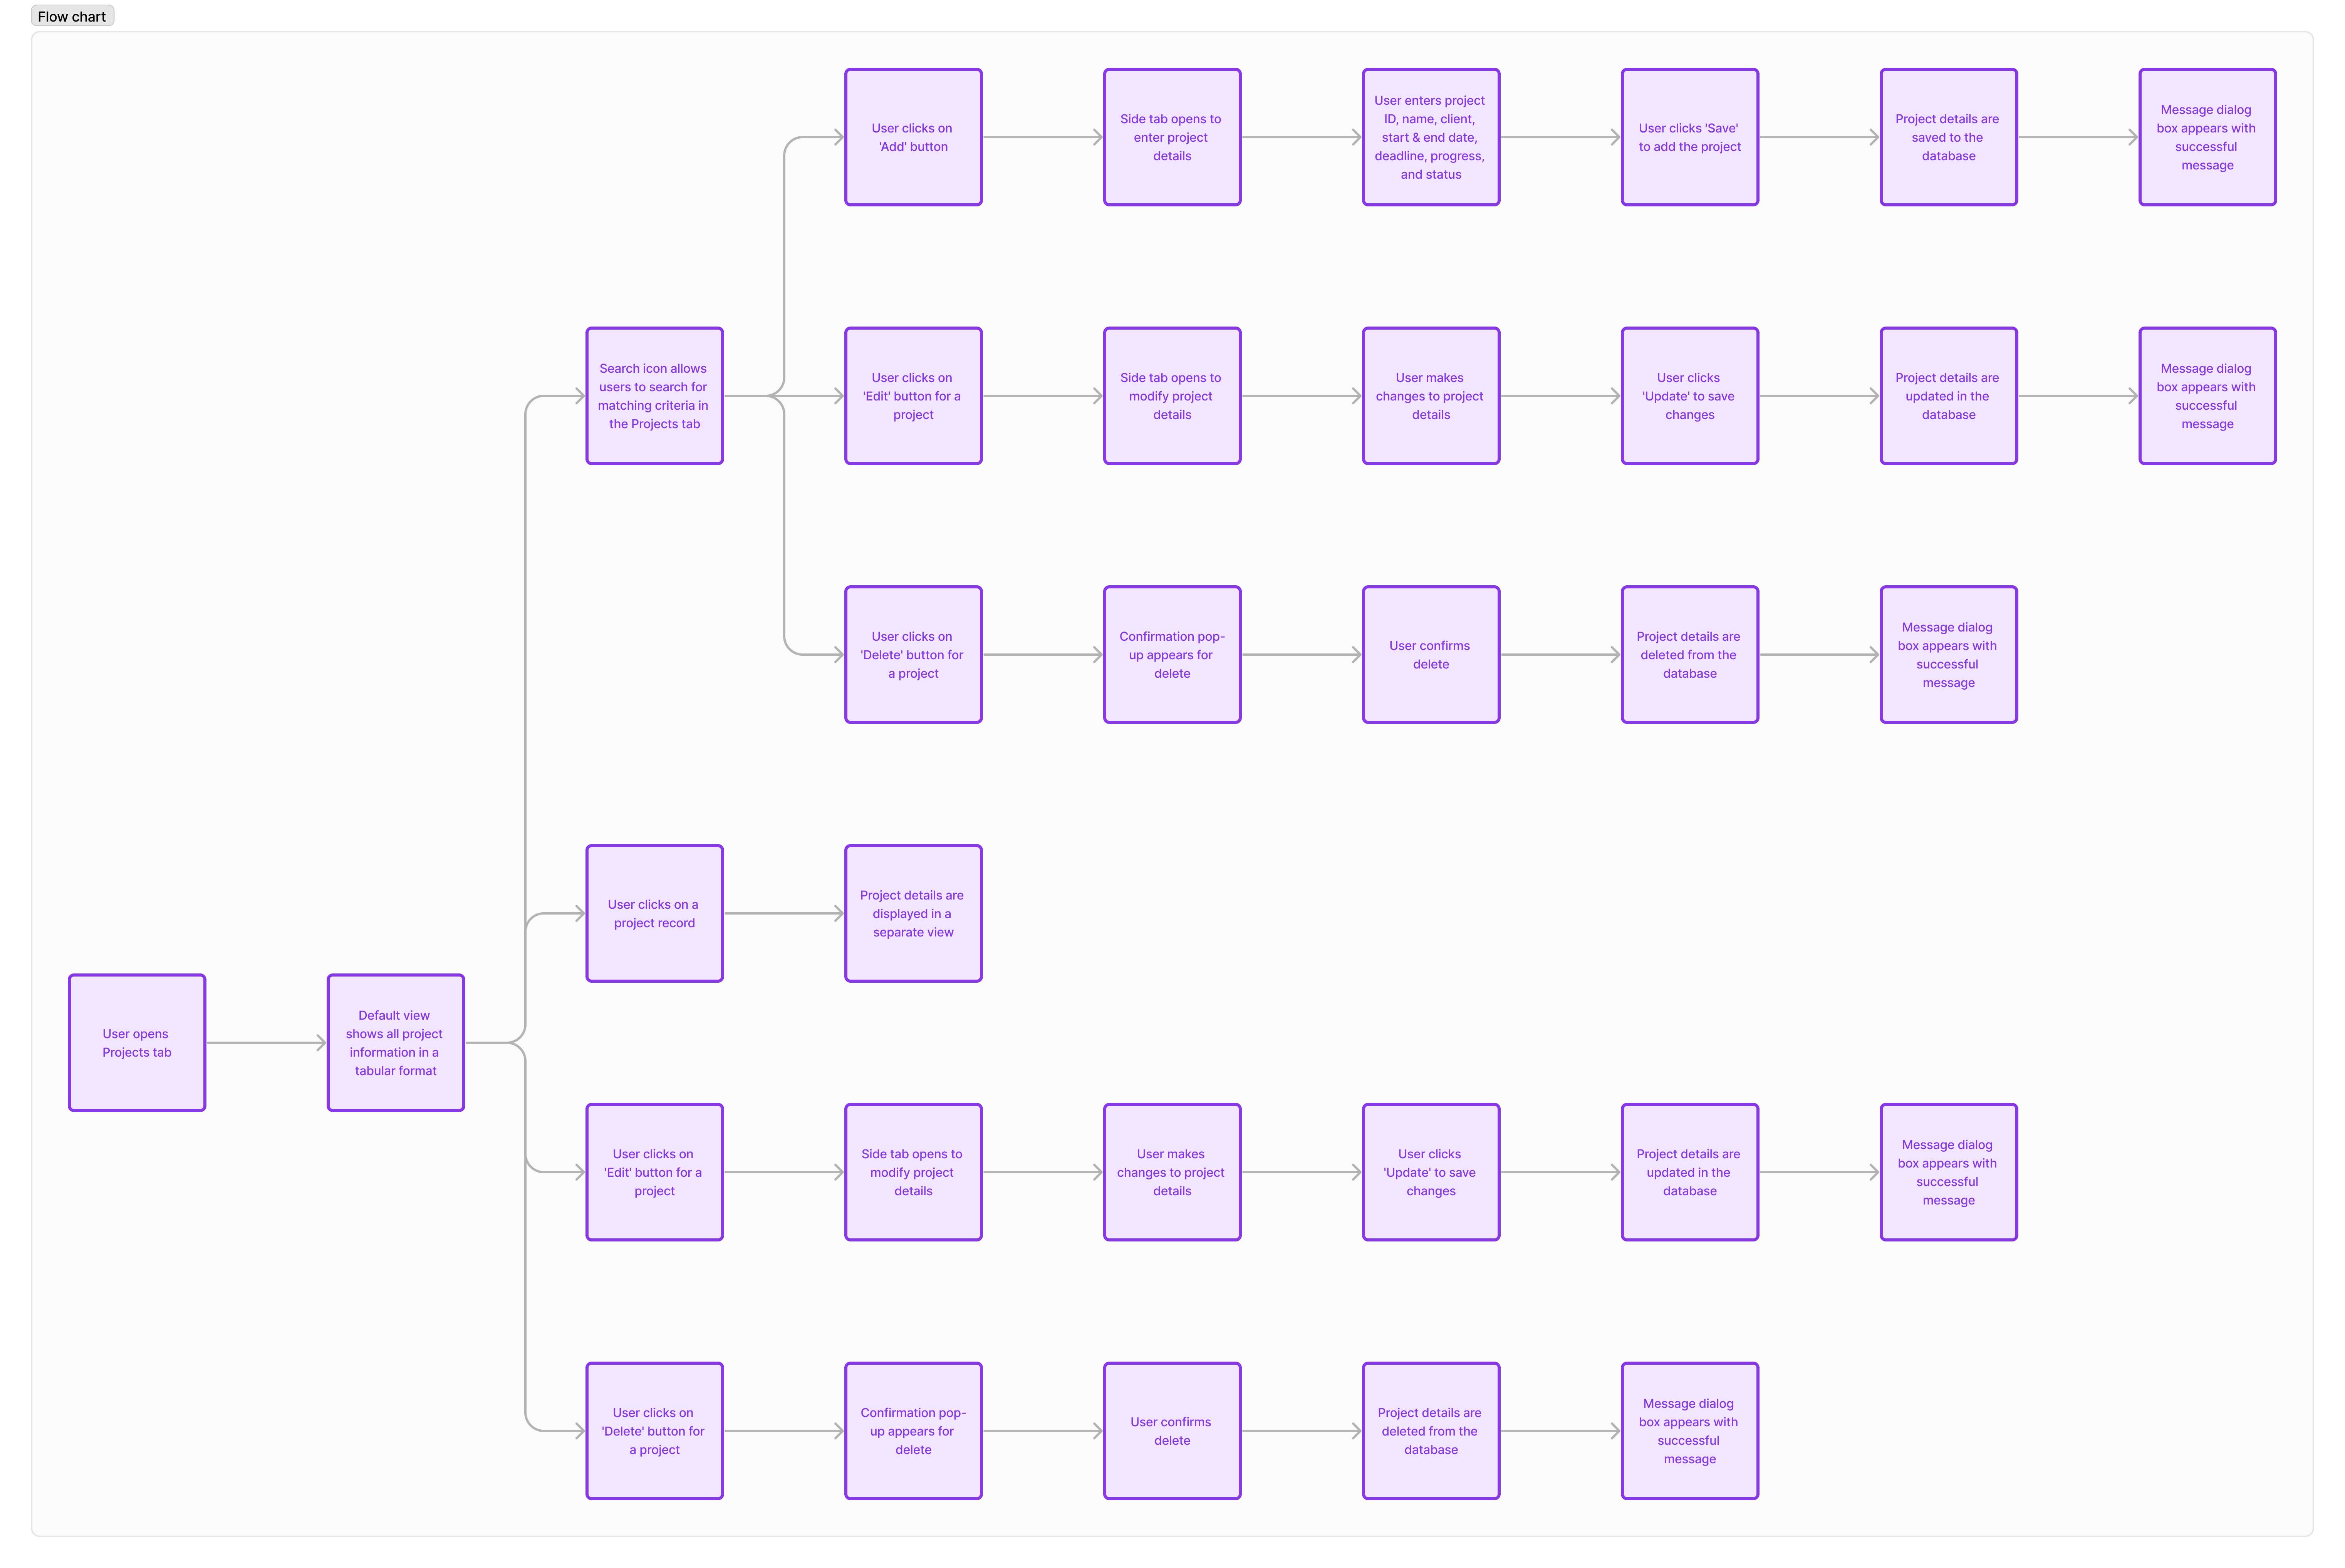 Flow chart
User clicks on
'Add' button
Side tab opens to
enter project
details
User enters project
ID, name, client,
start & end date,
deadline, progress,
and status
User clicks 'Save'
to add the project
Project details are
saved to the
database
Message dialog
box appears with
successful
message
Search icon allows
users to search for
matching criteria in
the Projects tab
User clicks on
'Edit' button for a
project
Side tab opens to
modify project
details
User makes
changes to project
details
User clicks
'Update' to save
changes
Project details are
updated in the
database
Message dialog
box appears with
successful
message
User clicks on
'Delete' button for
a project
Confirmation pop-
up appears for
delete
User confirms
delete
Project details are
deleted from the
database
Message dialog
box appears with
successful
message
User clicks on a
project record
Project details are
displayed in a
separate view
User opens
Projects tab
Default view
shows all project
information in a
tabular format
User clicks on
'Edit' button for a
project
Side tab opens to
modify project
details
User makes
changes to project
details
User clicks
'Update' to save
changes
Project details are
updated in the
database
Message dialog
box appears with
successful
message
User clicks on
'Delete' button for
a project
Confirmation pop-
up appears for
delete
User confirms
delete
Project details are
deleted from the
database
Message dialog
box appears with
successful
message